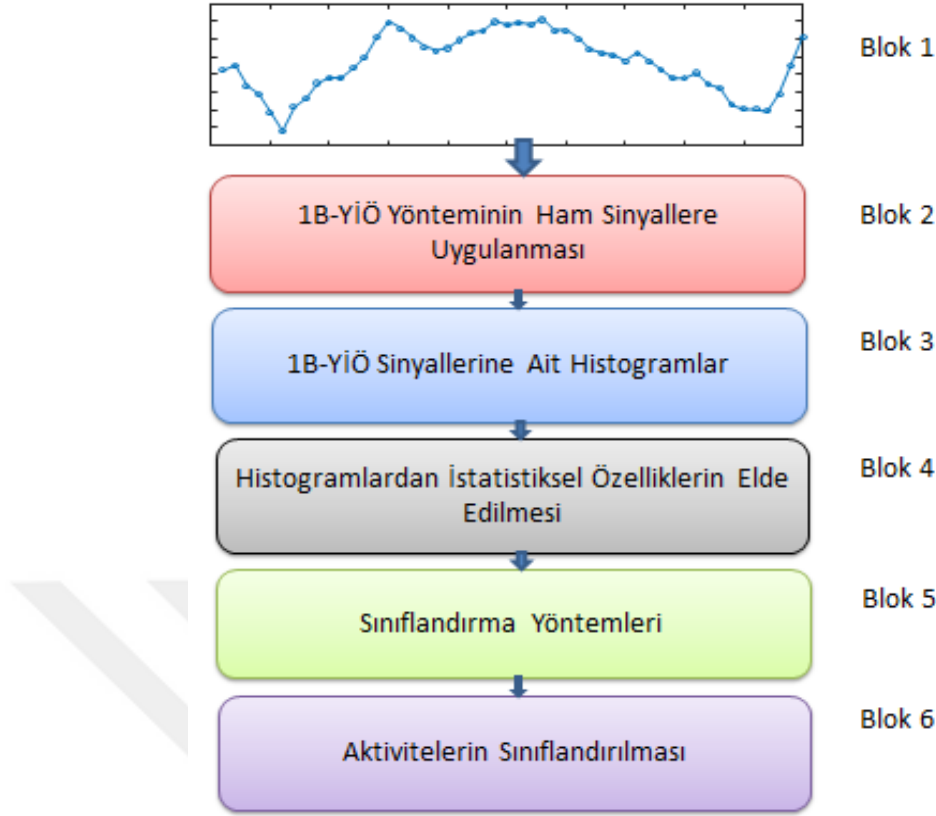 Blok 1
1B-YİÖ Yönteminin Ham Sinyallere
Uygulanması
Blok 2
1B-YİÖ Sinyallerine Ait Histogramlar
Blok 3
Histogramlardan İstatistiksel Özelliklerin Elde
Edilmesi
Blok 4
Sınıflandırma Yöntemleri
Blok 5
Aktivitelerin Sınıflandırılması
Blok 6